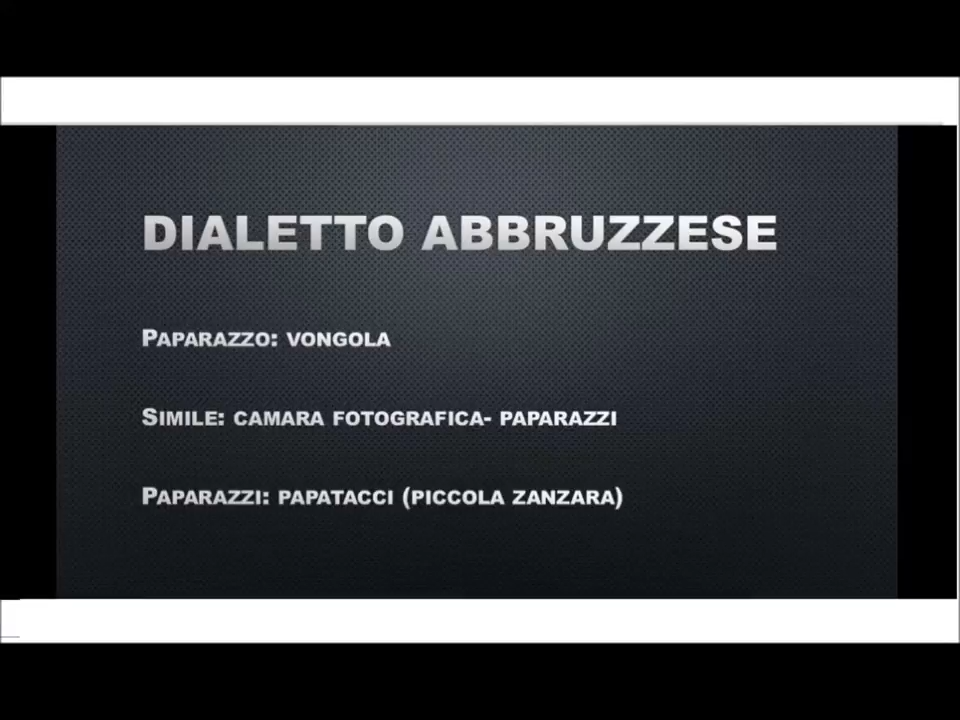 DIALETTO ABBRUZZESE
PAPARAZZO: VONGOLA
SIMILE: CAMARA FOTOGRAFICA- PAPARAZZI
PAPARAZZI: PAPATACCI (PICCOLA ZANZARA)